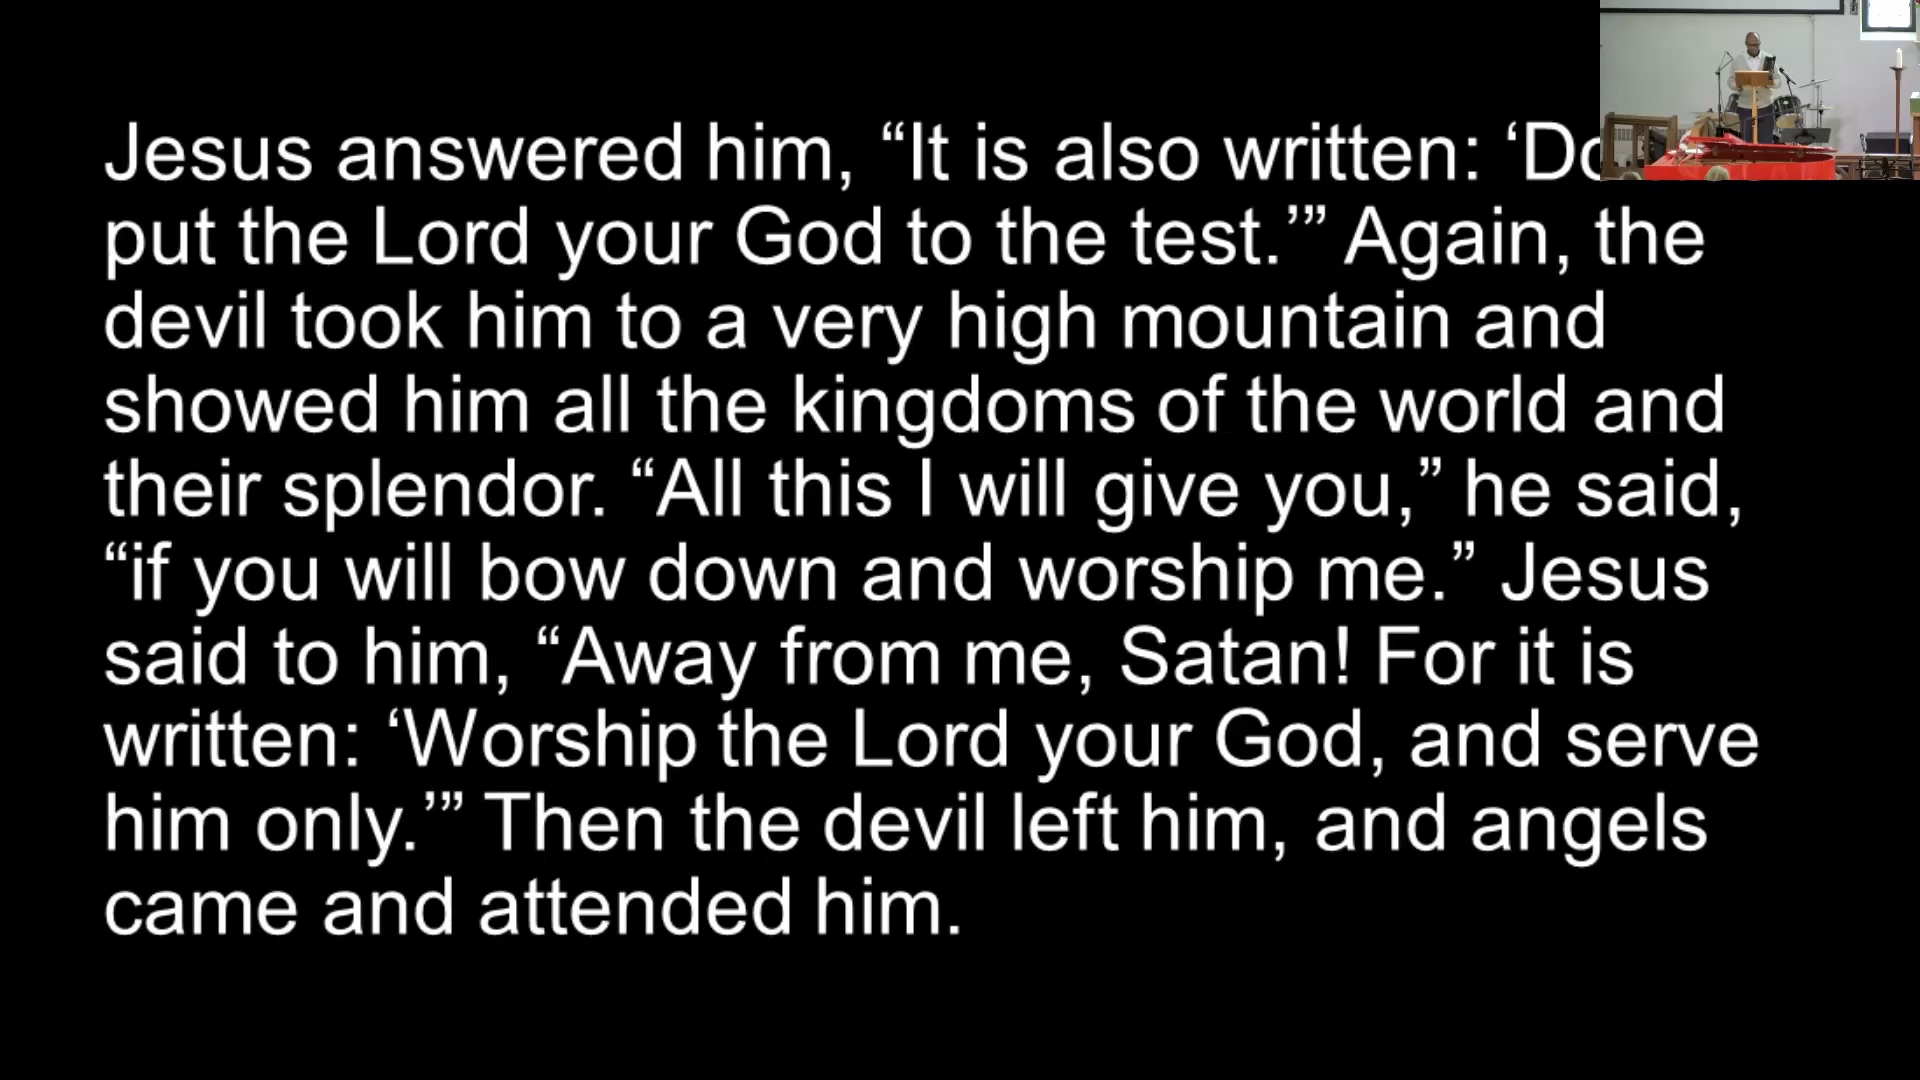 Jesus answered him, “It is also written: ‘Do
put the Lord your God to the test.’” Again, the
devil took him to a very high mountain and
showed him all the kingdoms of the world and
their splendor. “All this I will give you,” he said,
“if you will bow down and worship me.” Jesus
said to him, “Away from me, Satan! For it is
written: ‘Worship the Lord your God, and serve
him only.’” Then the devil left him, and angels
came and attended him.